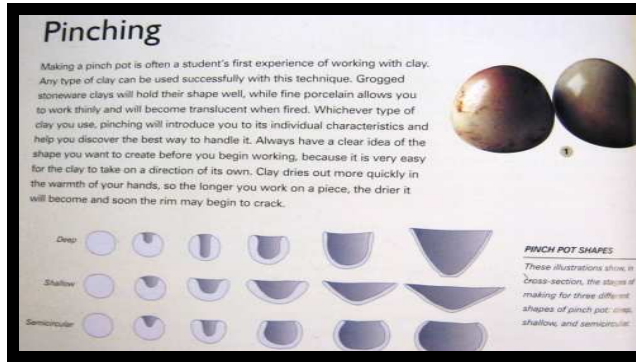 Pinching
Making a pinch pot is often a student's first experience of working with clay.
Any type of clay can be used successfully with this technique. Grogged
stoneware clays will hold their shape well, while fine porcelain allows you
to work thinly and will become translucent when fired. Whichever type of
clay you use, pinching will introduce you to its individual characteristics and
help you discover the best way to handle it. Always have a clear idea of the
shape you want to create before you begin working, because it is very easy
for the clay to take on a direction of its own. Clay dries out more quickly in
the warmth of your hands, so the longer you work on a piece, the drier it
will become and soon the rim may begin to crack.
1
Deep
Shallow
Semicircular
PINCH POT SHAPES
These illustrations show, in
cross-section, the stages of
making for three different
shapes of pinch pot: deep,
shallow, and semicircular.